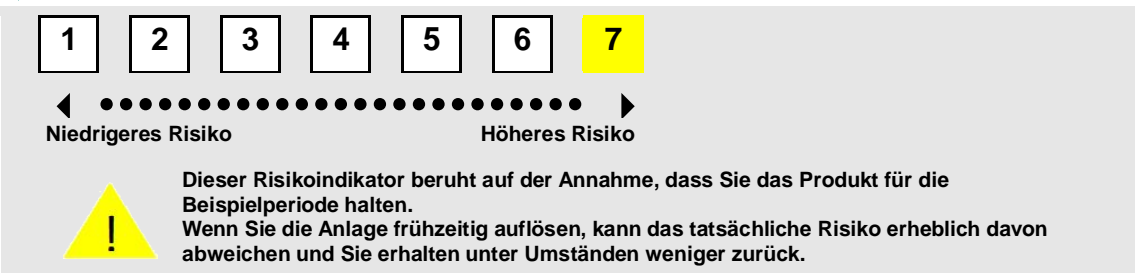 1 2 3 4 5 6 7
Niedrigeres Risiko Höheres Risiko
Dieser Risikoindikator beruht auf der Annahme, dass Sie das Produkt für die
Beispielperiode halten.
Wenn Sie die Anlage frühzeitig auflösen, kann das tatsächliche Risiko erheblich davon
abweichen und Sie erhalten unter Umständen weniger zurück.
!